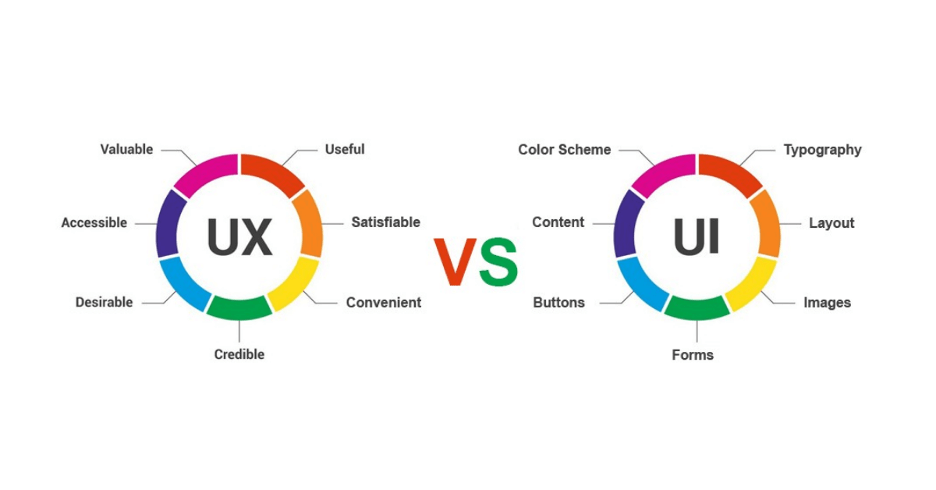 Valuable
Useful
Accessible
UX
Satisfiable
Desirable
Convenient
Credible
VS
Color Scheme
Typography
Content
UI
Layout
Buttons
Images
Forms